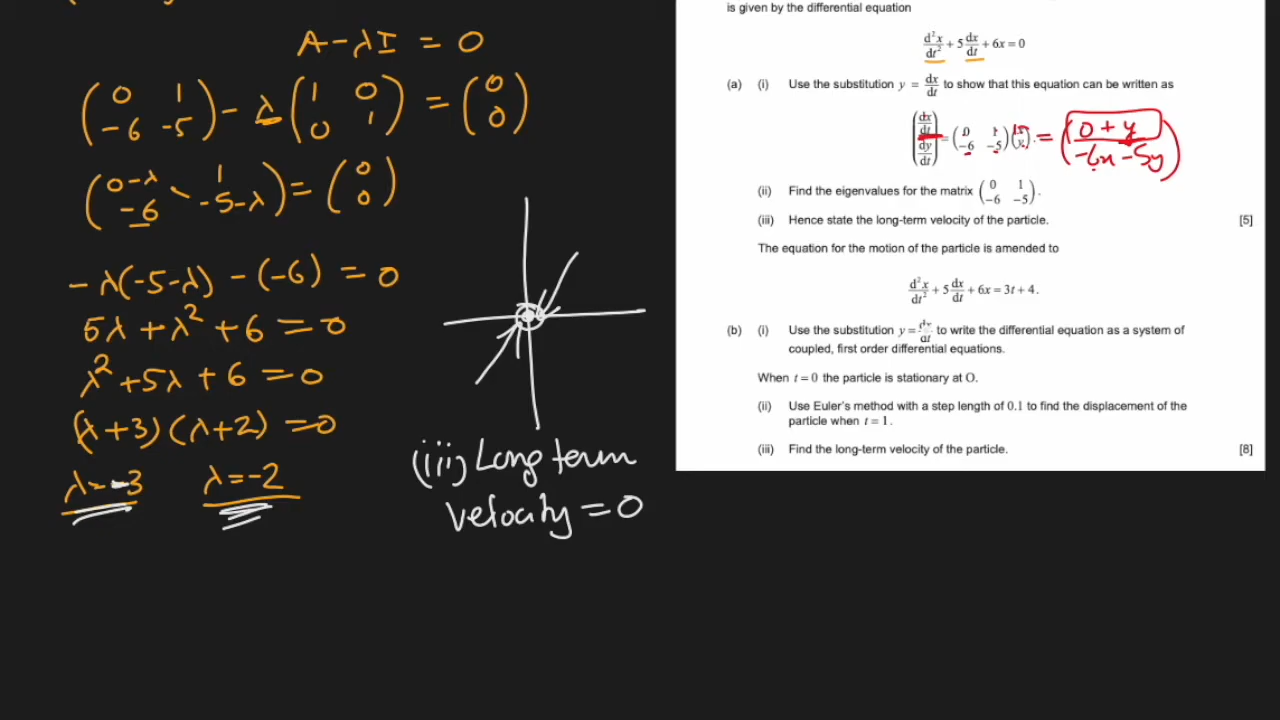 A - λI = 0
(0 1 -6 -5) - λ (1 0 0 1) = (0 0)
(0-λ 1 -6 -5-λ) = (0 0)
-λ(-5-λ) - (-6) = 0
5λ + λ² + 6 = 0
λ² + 5λ + 6 = 0
(λ+3)(λ+2) = 0
λ = -3 λ = -2
(iii) Long term
velocity = 0
is given by the differential equation
d²x/dt² + 5 dx/dt + 6x = 0
(a) (i) Use the substitution y = dx/dt to show that this equation can be written as
(dx/dt dy/dt) = (0 1 -6 -5)(x y). = (0 + y -6x - 5y)
(ii) Find the eigenvalues for the matrix (0 1 -6 -5).
(iii) Hence state the long-term velocity of the particle. [5]
The equation for the motion of the particle is amended to
d²x/dt² + 5 dx/dt + 6x = 3t + 4.
(b) (i) Use the substitution y = dx/dt to write the differential equation as a system of
coupled, first order differential equations.
When t = 0 the particle is stationary at O.
(ii) Use Euler's method with a step length of 0.1 to find the displacement of the
particle when t = 1.
(iii) Find the long-term velocity of the particle. [8]